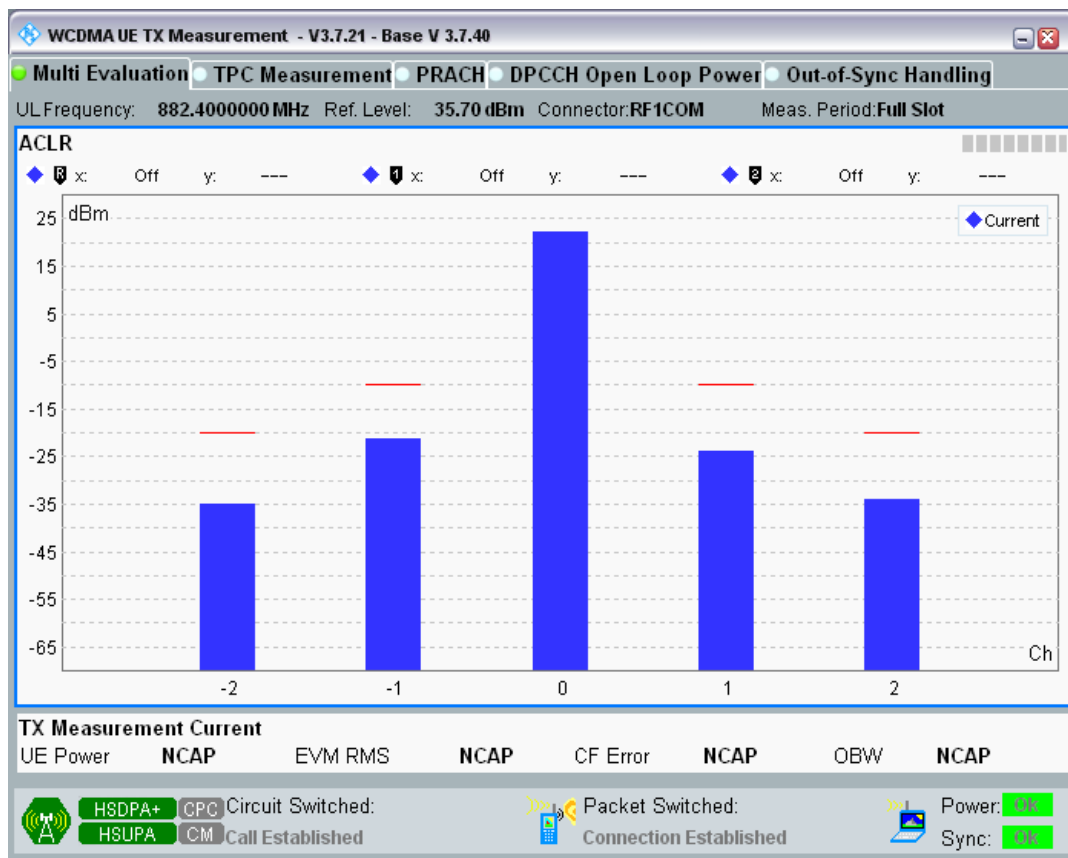 WCDMA UE TX Measurement - V3.7.21 - Base V 3.7.40
Multi Evaluation TPC Measurement PRACH DPCCH Open Loop Power Out-of-Sync Handling
UL Frequency: 882.4000000 MHz Ref. Level: 35.70 dBm Connector:RF1COM Meas. Period:Full Slot
ACLR
R x: Off y: --- 1 x: Off y: --- 2 x: Off y: ---
25 dBm
Current
15
5
-5
-15
-25
-35
-45
-55
-65
Ch
-2 -1 0 1 2
TX Measurement Current
UE Power NCAP EVM RMS NCAP CF Error NCAP OBW NCAP
HSDPA+ CPC Circuit Switched: Packet Switched: Power: OK
HSUPA CM Call Established Connection Established Sync: OK